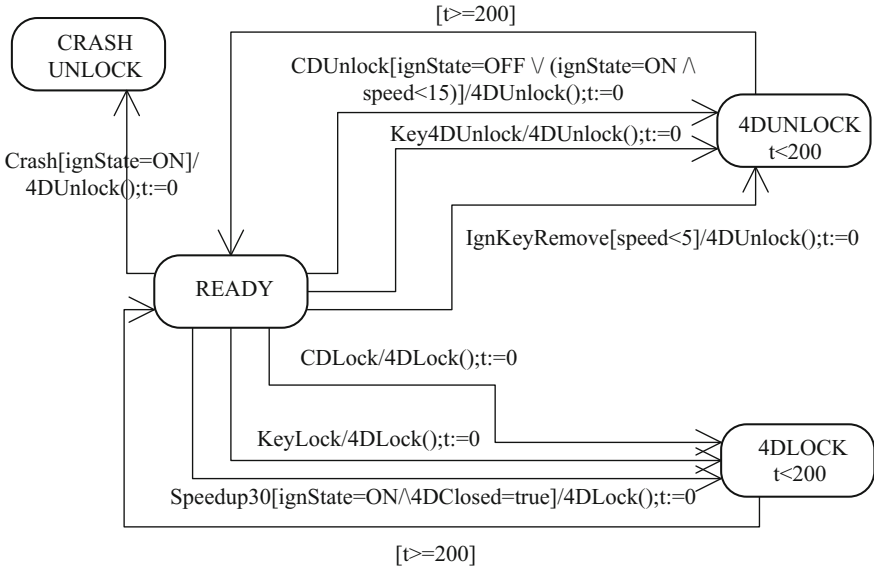 [t>=200]
CRASH
UNLOCK
CDUnlock[ignState=OFF \/ (ignState=ON /\
speed<15)]/4DUnlock();t:=0
4DUNLOCK
t<200
Key4DUnlock/4DUnlock();t:=0
Crash[ignState=ON]/
4DUnlock();t:=0
IgnKeyRemove[speed<5]/4DUnlock();t:=0
READY
CDLock/4DLock();t:=0
KeyLock/4DLock();t:=0
4DLOCK
t<200
Speedup30[ignState=ON/\4DClosed=true]/4DLock();t:=0
[t>=200]